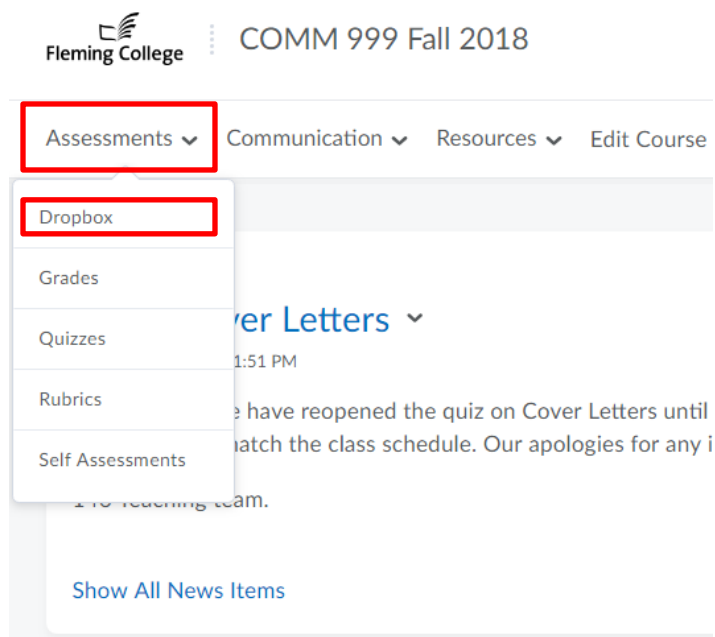 Fleming College
COMM 999 Fall 2018
Assessments Communication Resources Edit Course
Dropbox
Grades
Quizzes
Rubrics
Self Assessments
er Letters
1:51 PM
have reopened the quiz on Cover Letters until
the class schedule. Our apologies for any
team.
Show All News Items